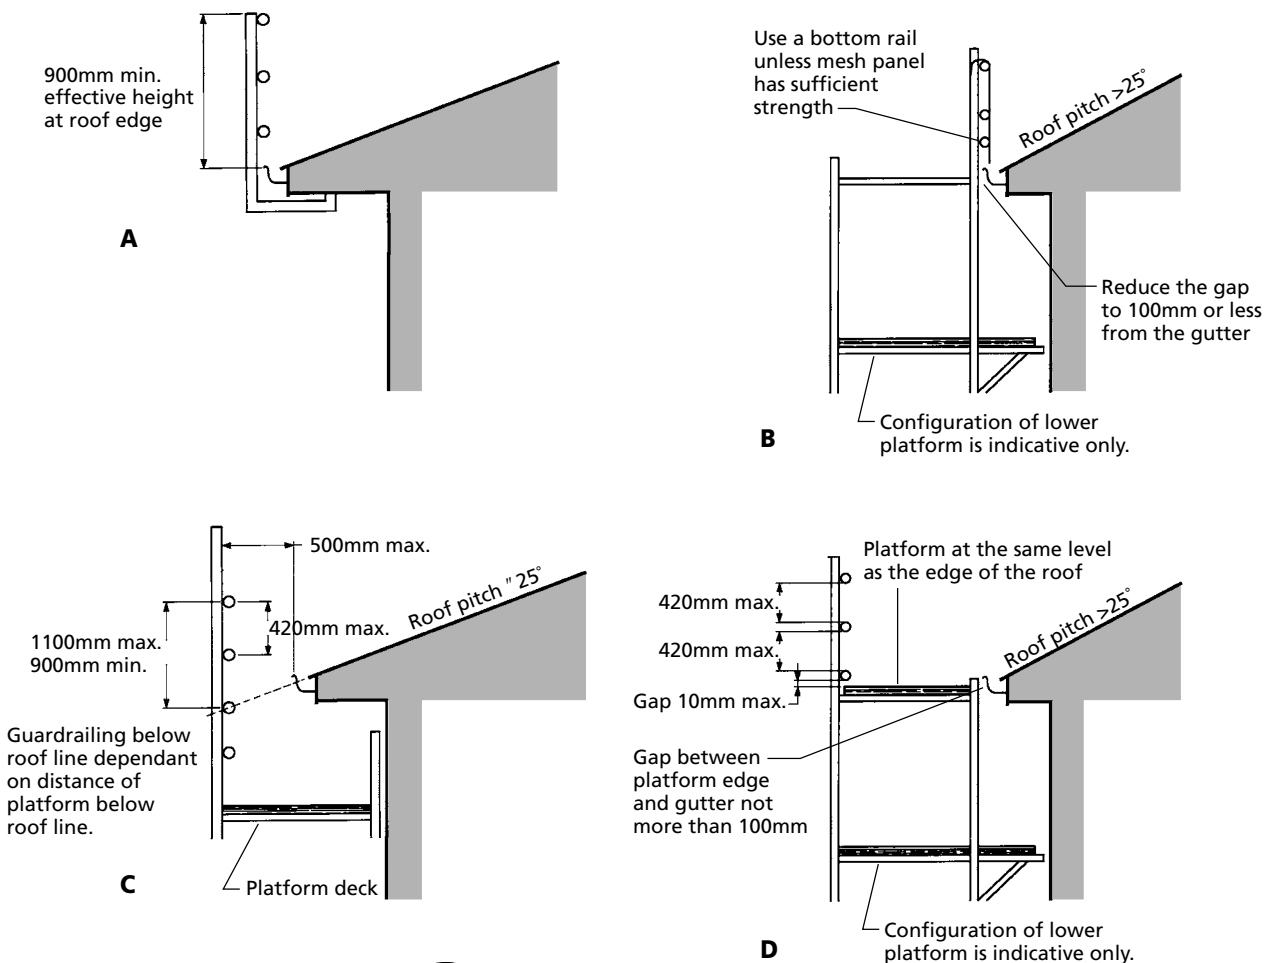 900mm min.
effective height
at roof edge
A
Use a bottom rail
unless mesh panel
has sufficient
strength
Roof pitch >25°
Reduce the gap
to 100mm or less
from the gutter
Configuration of lower
platform is indicative only.
B
500mm max.
Roof pitch " 25°
420mm max.
1100mm max.
900mm min.
Guardrailing below
roof line dependant
on distance of
platform below
roof line.
Platform deck
C
Platform at the same level
as the edge of the roof
420mm max.
420mm max.
Roof pitch >25°
Gap 10mm max.
Gap between
platform edge
and gutter not
more than 100mm
Configuration of lower
platform is indicative only.
D